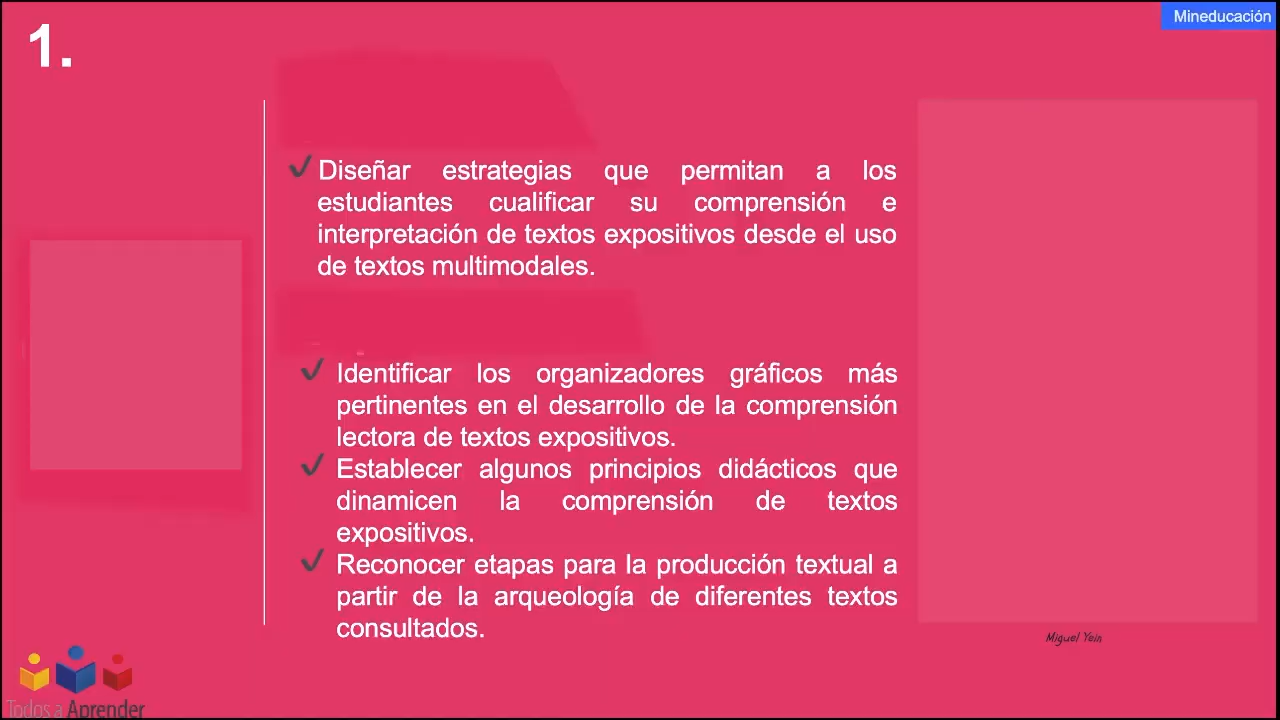 Mineducación
1.
Diseñar estrategias que permitan a los
estudiantes cualificar su comprensión e
interpretación de textos expositivos desde el uso
de textos multimodales.
Identificar los organizadores gráficos más
pertinentes en el desarrollo de la comprensión
lectora de textos expositivos.
Establecer algunos principios didácticos que
dinamicen la comprensión de textos
expositivos.
Reconocer etapas para la producción textual a
partir de la arqueología de diferentes textos
consultados.
Miguel Yein
Todos a Aprender